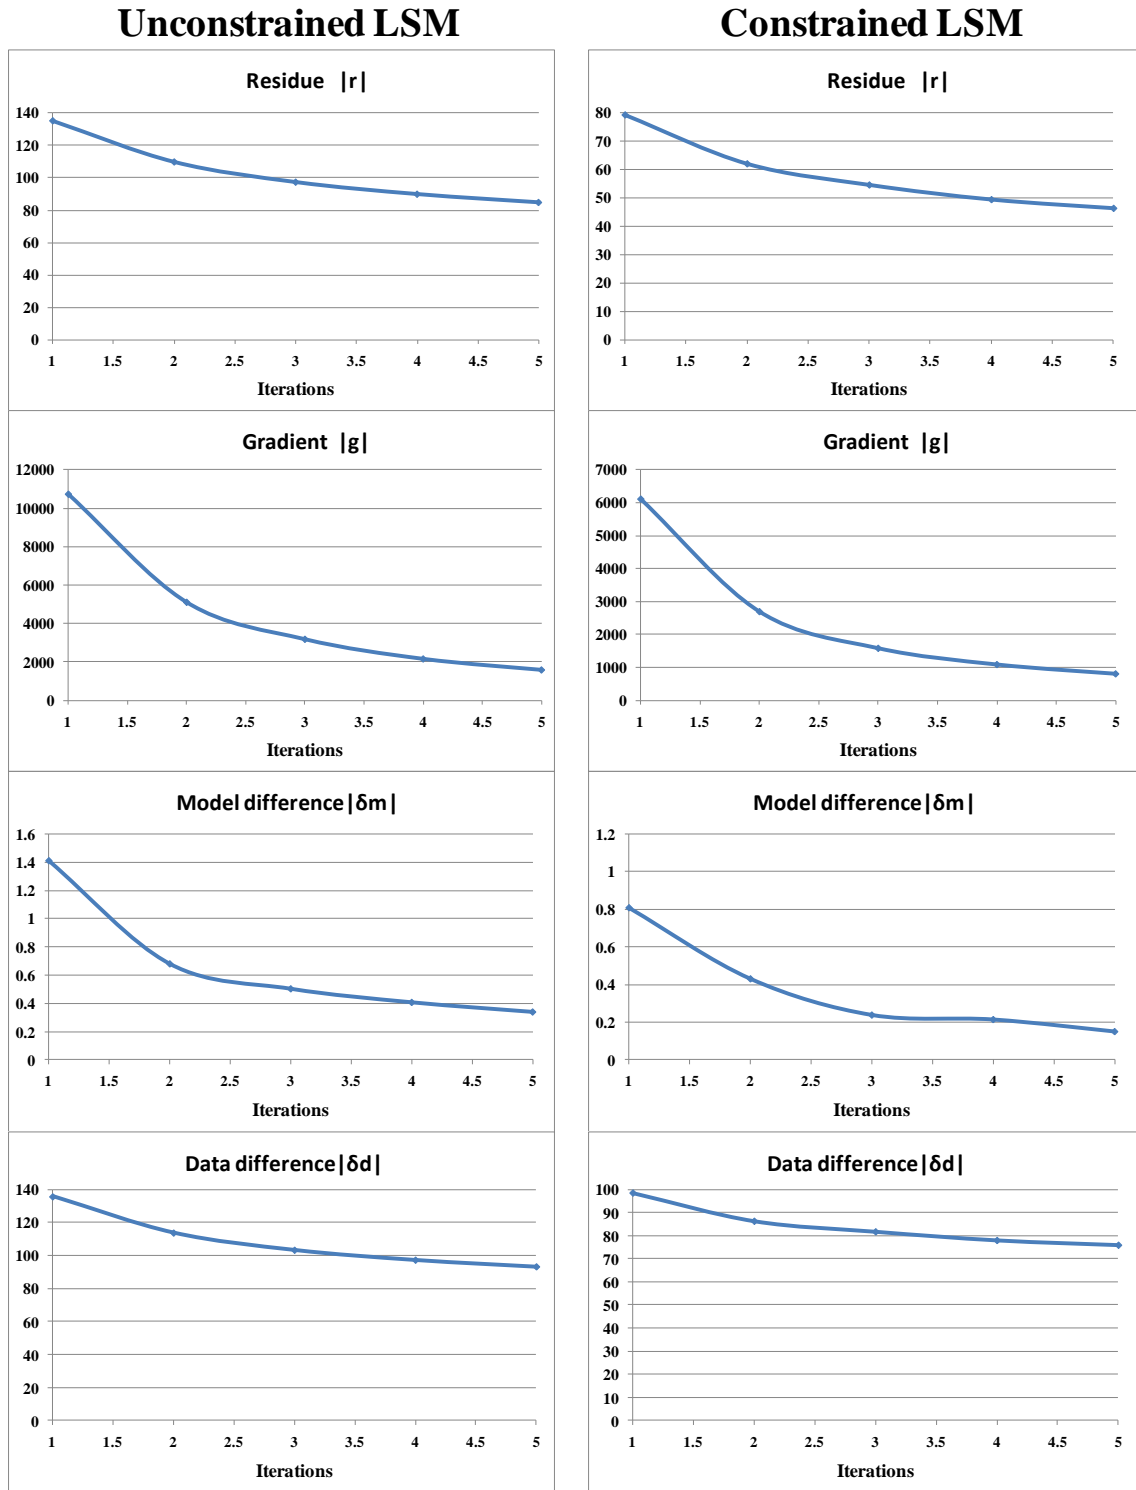 Unconstrained LSM
Constrained LSM
Residue |r|
140
120
100
80
60
40
20
0
1 1.5 2 2.5 3 3.5 4 4.5 5
Iterations
Residue |r|
80
70
60
50
40
30
20
10
0
1 1.5 2 2.5 3 3.5 4 4.5 5
Iterations
Gradient |g|
12000
10000
8000
6000
4000
2000
0
1 1.5 2 2.5 3 3.5 4 4.5 5
Iterations
Gradient |g|
7000
6000
5000
4000
3000
2000
1000
0
1 1.5 2 2.5 3 3.5 4 4.5 5
Iterations
Model difference|δm|
1.6
1.4
1.2
1
0.8
0.6
0.4
0.2
0
1 1.5 2 2.5 3 3.5 4 4.5 5
Iterations
Model difference|δm|
1.2
1
0.8
0.6
0.4
0.2
0
1 1.5 2 2.5 3 3.5 4 4.5 5
Iterations
Data difference|δd|
140
120
100
80
60
40
20
0
1 1.5 2 2.5 3 3.5 4 4.5 5
Iterations
Data difference|δd|
100
90
80
70
60
50
40
30
20
10
0
1 1.5 2 2.5 3 3.5 4 4.5 5
Iterations